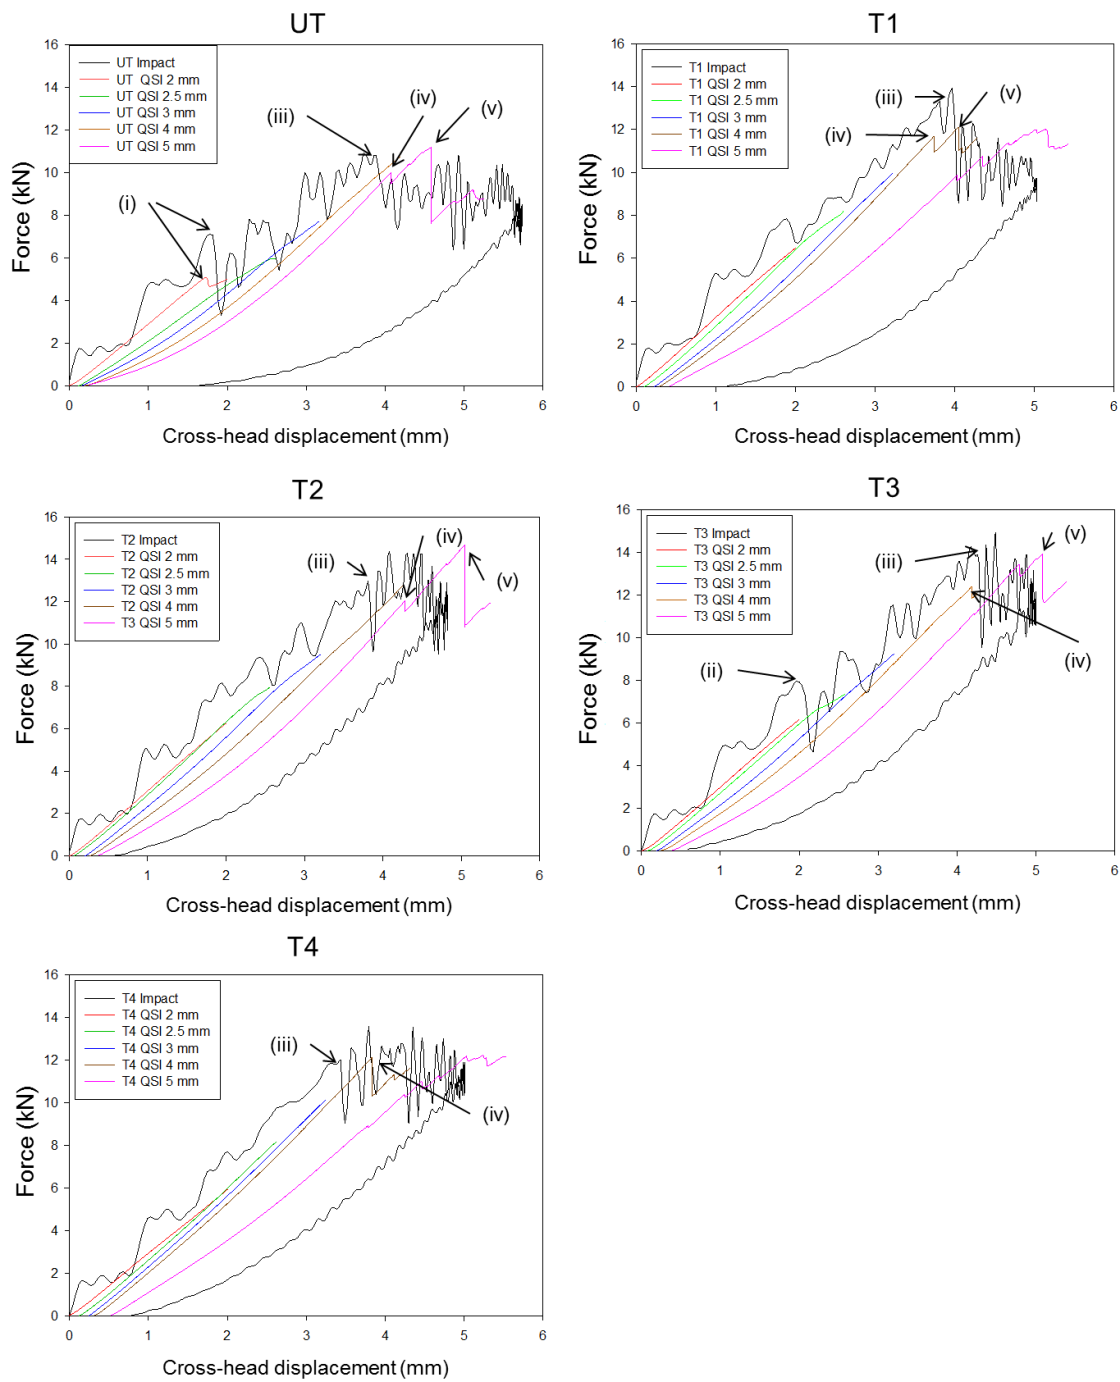 UT
16
14
12
10
8
6
4
2
0
Force (kN)
UT Impact
UT QSI 2 mm
UT QSI 2.5 mm
UT QSI 3 mm
UT QSI 4 mm
UT QSI 5 mm
(i)
(iii)
(iv)
(v)
0 1 2 3 4 5 6
Cross-head displacement (mm)
T1
16
14
12
10
8
6
4
2
0
Force (kN)
T1 Impact
T1 QSI 2 mm
T1 QSI 2.5 mm
T1 QSI 3 mm
T1 QSI 4 mm
T1 QSI 5 mm
(iii)
(iv)
(v)
0 1 2 3 4 5 6
Cross-head displacement (mm)
T2
16
14
12
10
8
6
4
2
0
Force (kN)
T2 Impact
T2 QSI 2 mm
T2 QSI 2.5 mm
T2 QSI 3 mm
T2 QSI 4 mm
T3 QSI 5 mm
(iii)
(iv)
(v)
0 1 2 3 4 5 6
Cross-head displacement (mm)
T3
16
14
12
10
8
6
4
2
0
Force (kN)
T3 Impact
T3 QSI 2 mm
T3 QSI 2.5 mm
T3 QSI 3 mm
T3 QSI 4 mm
T3 QSI 5 mm
(ii)
(iii)
(v)
(iv)
0 1 2 3 4 5 6
Cross-head displacement (mm)
T4
16
14
12
10
8
6
4
2
0
Force (kN)
T4 Impact
T4 QSI 2 mm
T4 QSI 2.5 mm
T4 QSI 3 mm
T4 QSI 4 mm
T4 QSI 5 mm
(iii)
(iv)
0 1 2 3 4 5 6
Cross-head displacement (mm)